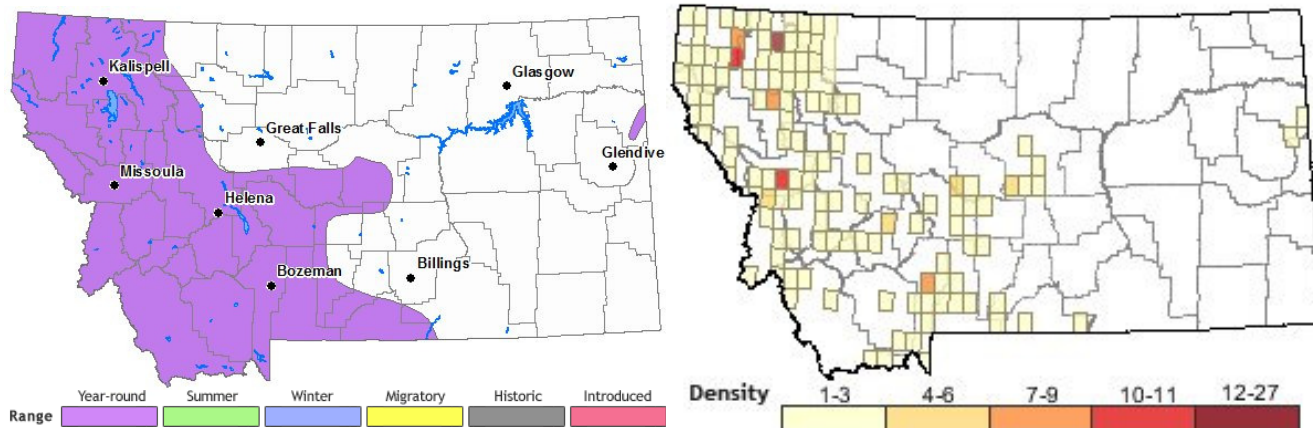 Kalispell
Glasgow
Great Falls
Glendive
Missoula
Helena
Bozeman
Billings
Year-round Summer Winter Migratory Historic Introduced
Range
Density 1-3 4-6 7-9 10-11 12-27